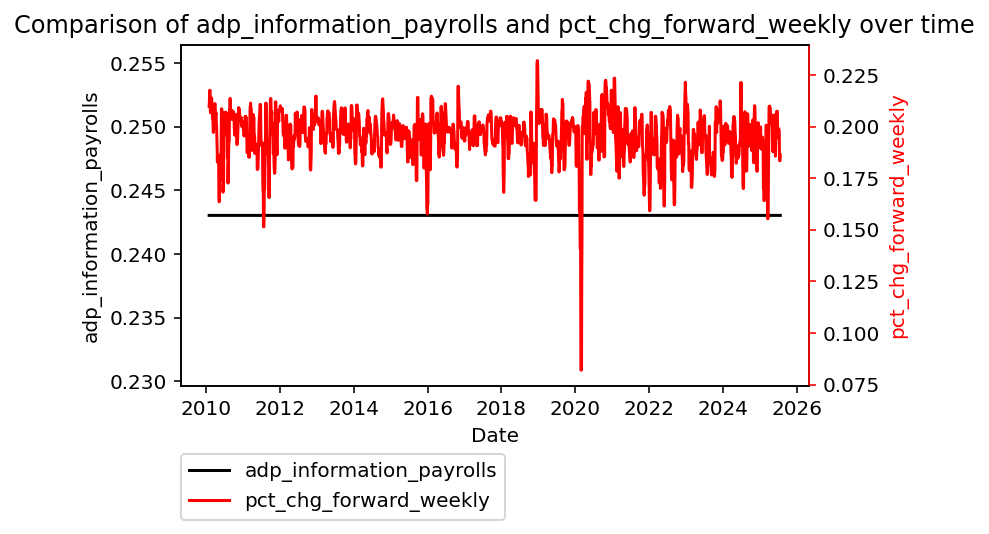 Comparison of adp_information_payrolls and pct_chg_forward_weekly over time
adp_information_payrolls
0.255
0.250
0.245
0.240
0.235
0.230
0.225
0.200
0.175
0.150
0.125
0.100
0.075
pct_chg_forward_weekly
2010 2012 2014 2016 2018 2020 2022 2024 2026
Date
adp_information_payrolls
pct_chg_forward_weekly